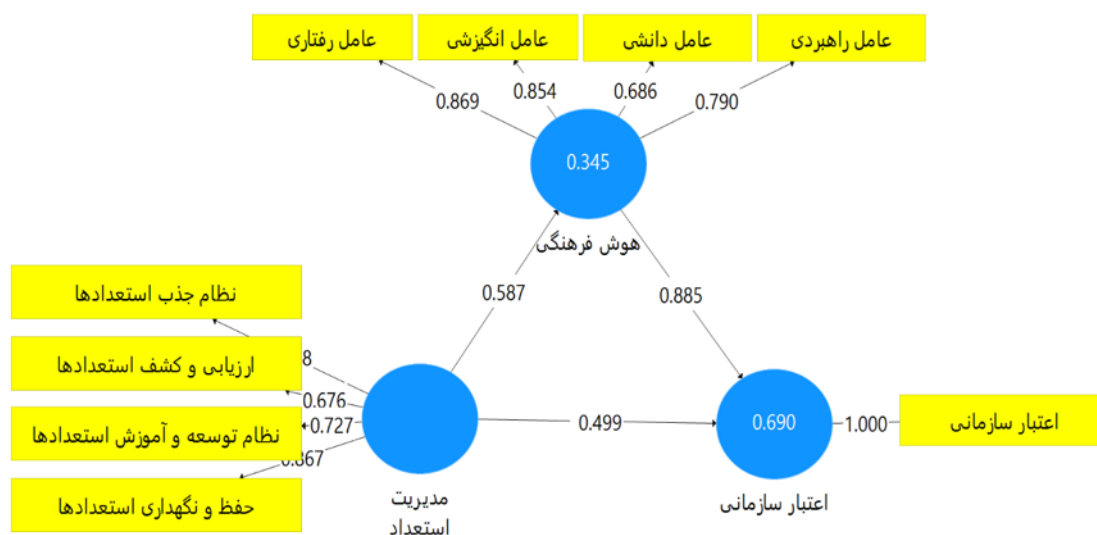 عامل راهبردی
عامل دانشی
عامل انگیزشی
عامل رفتاری
0.869
0.854
0.686
0.790
0.345
هوش فرهنگی
نظام جذب استعدادها
0.587
0.885
8
ارزیابی و کشف استعدادها
0.676
نظام توسعه و آموزش استعدادها
0.727
0.499
0.690
1.000
اعتبار سازمانی
حفظ و نگهداری استعدادها
مدیریت
استعداد
اعتبار سازمانی